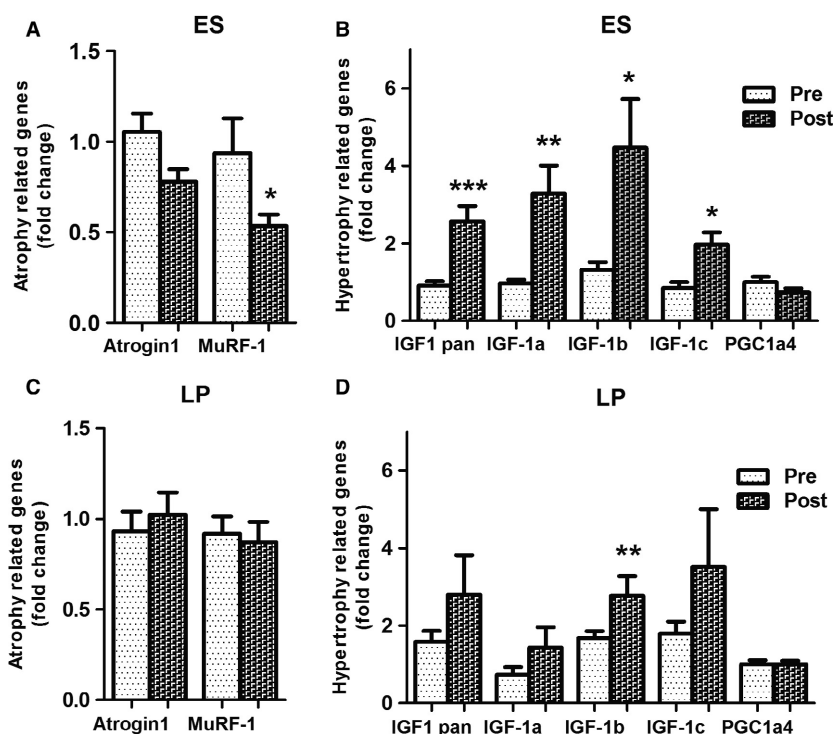 A
ES
Atrophy related genes
(fold change)
1.5
1.0
0.5
0.0
*
Atrogin1 MuRF-1
B
ES
Hypertrophy related genes
(fold change)
6
4
2
0
***
**
*
*
Pre
Post
IGF1 pan IGF-1a IGF-1b IGF-1c PGC1a4
C
LP
Atrophy related genes
(fold change)
1.5
1.0
0.5
0.0
Atrogin1 MuRF-1
D
LP
Hypertrophy related genes
(fold change)
6
4
2
0
**
Pre
Post
IGF1 pan IGF-1a IGF-1b IGF-1c PGC1a4